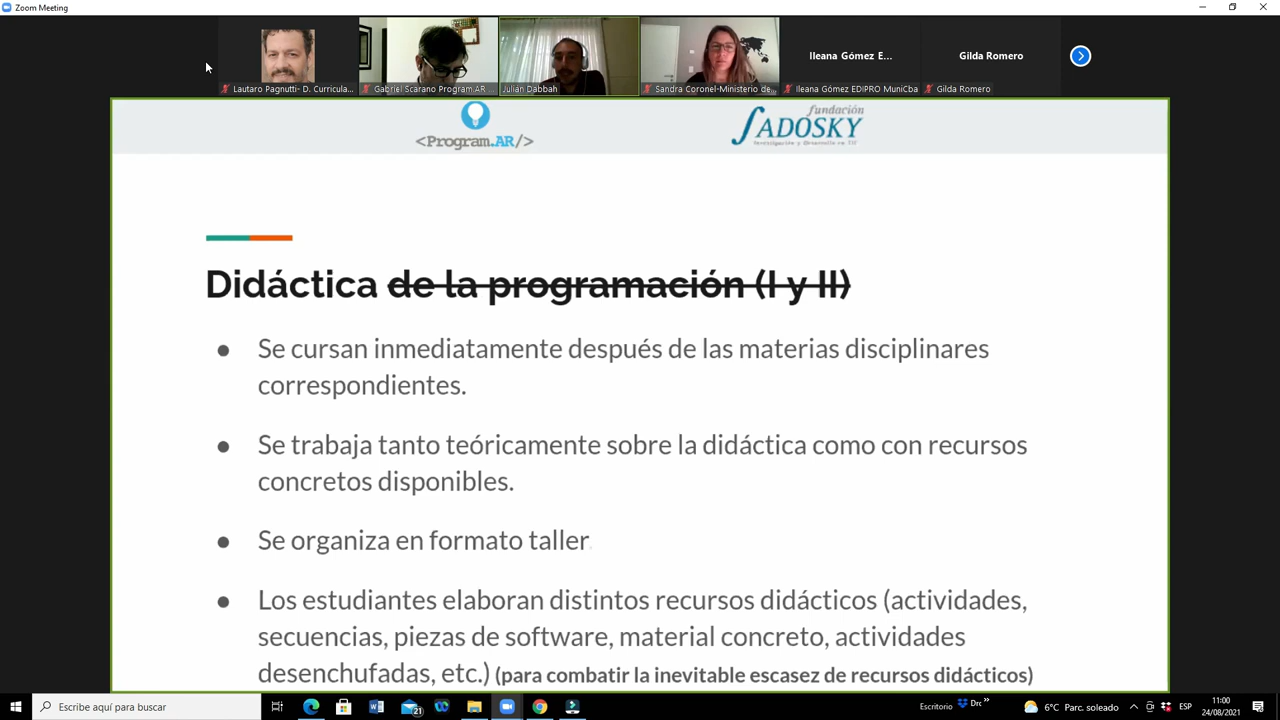 Zoom Meeting
Ileana Gómez E...
Gilda Romero
Lautaro Pagnutti- D. Curricula...
Gabriel Scarano Program.AR ...
Julian Dabbah
Sandra Coronel-Ministerio de...
Ileana Gómez EDIPRO MuniCba
Gilda Romero
<Program.AR/>
fundación
SADOSKY
Didáctica de la programación (I y II)
● Se cursan inmediatamente después de las materias disciplinares
correspondientes.
● Se trabaja tanto teóricamente sobre la didáctica como con recursos
concretos disponibles.
● Se organiza en formato taller.
● Los estudiantes elaboran distintos recursos didácticos (actividades,
secuencias, piezas de software, material concreto, actividades
desenchufadas, etc.) (para combatir la inevitable escasez de recursos didácticos)
Escribe aquí para buscar
21
Escritorio
Drc
»
6°C Parc. soleado
ESP
11:00
24/08/2021